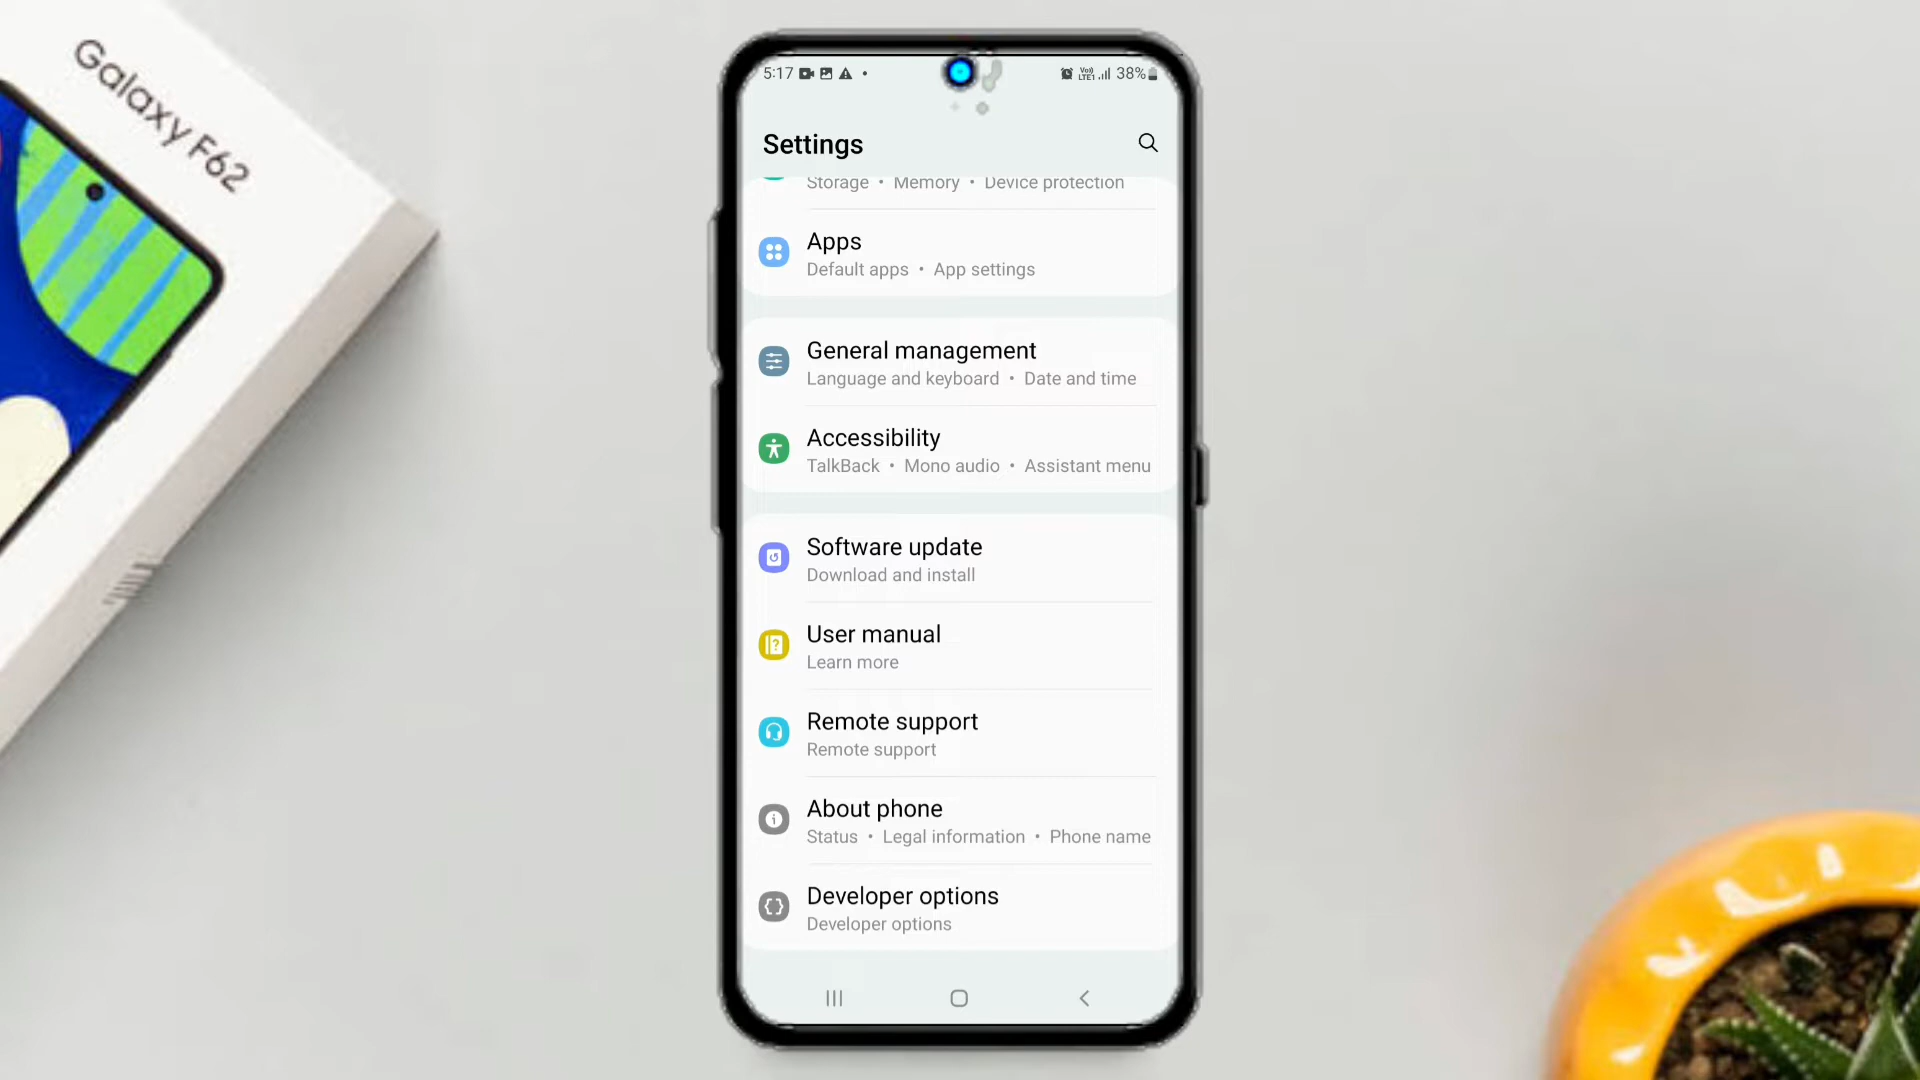 Galaxy F62
5:17
VoLTE1 38%
Settings
Storage • Memory • Device protection
Apps
Default apps • App settings
General management
Language and keyboard • Date and time
Accessibility
TalkBack • Mono audio • Assistant menu
Software update
Download and install
User manual
Learn more
Remote support
Remote support
About phone
Status • Legal information • Phone name
Developer options
Developer options